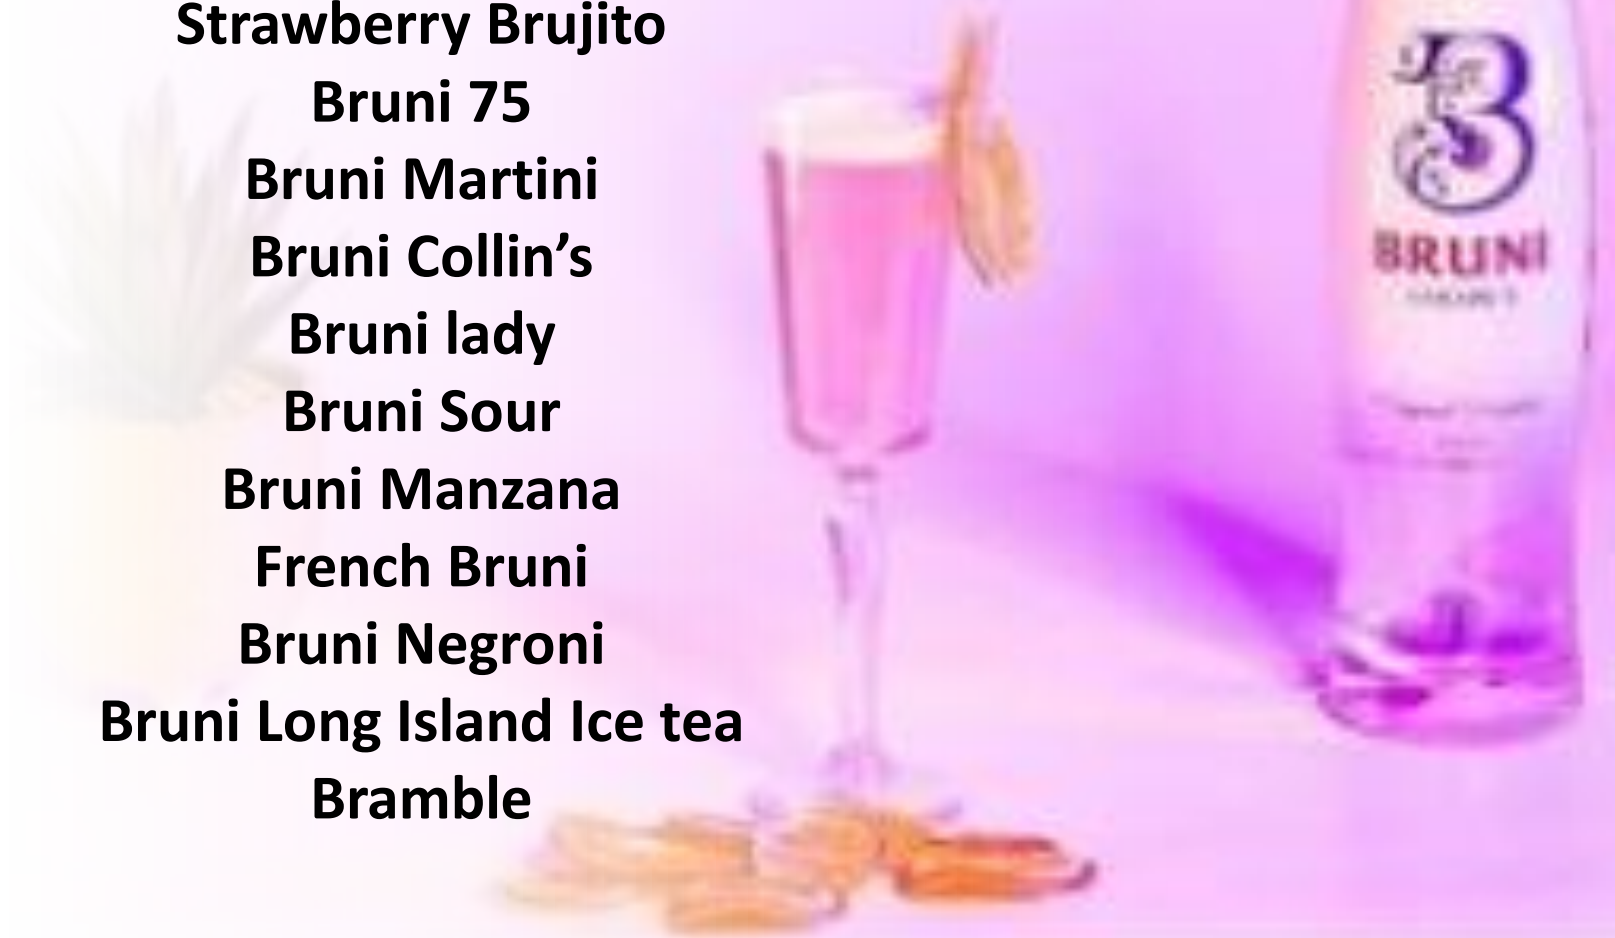 Strawberry Brujito
Bruni 75
Bruni Martini
Bruni Collin’s
Bruni lady
Bruni Sour
Bruni Manzana
French Bruni
Bruni Negroni
Bruni Long Island Ice tea
Bramble
B
BRUNI